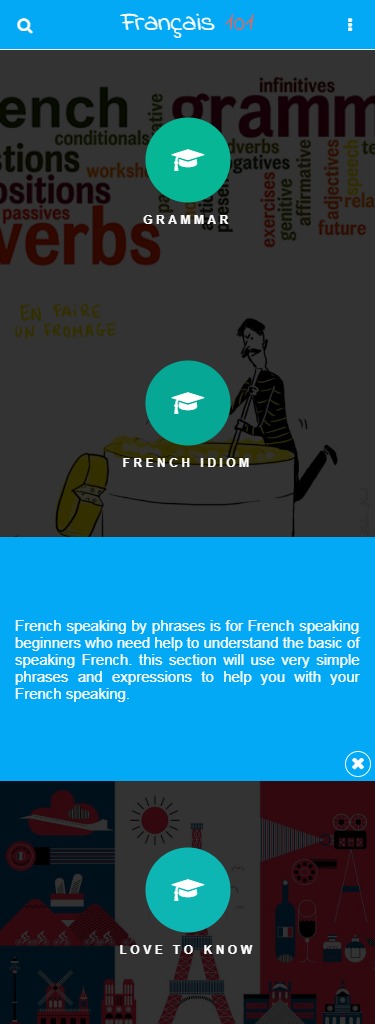 Français 101
infinitives
ench
gramm
conditionals
adverbs
stions
workshe
gatives
ositions
passives
erbs
exercises
genitive
affirmative
adjectives
speech
rela
future
GRAMMAR
EN FAIRE
UN FROMAGE
FRENCH IDIOM
French speaking by phrases is for French speaking
beginners who need help to understand the basic of
speaking French. this section will use very simple
phrases and expressions to help you with your
French speaking.
LOVE TO KNOW